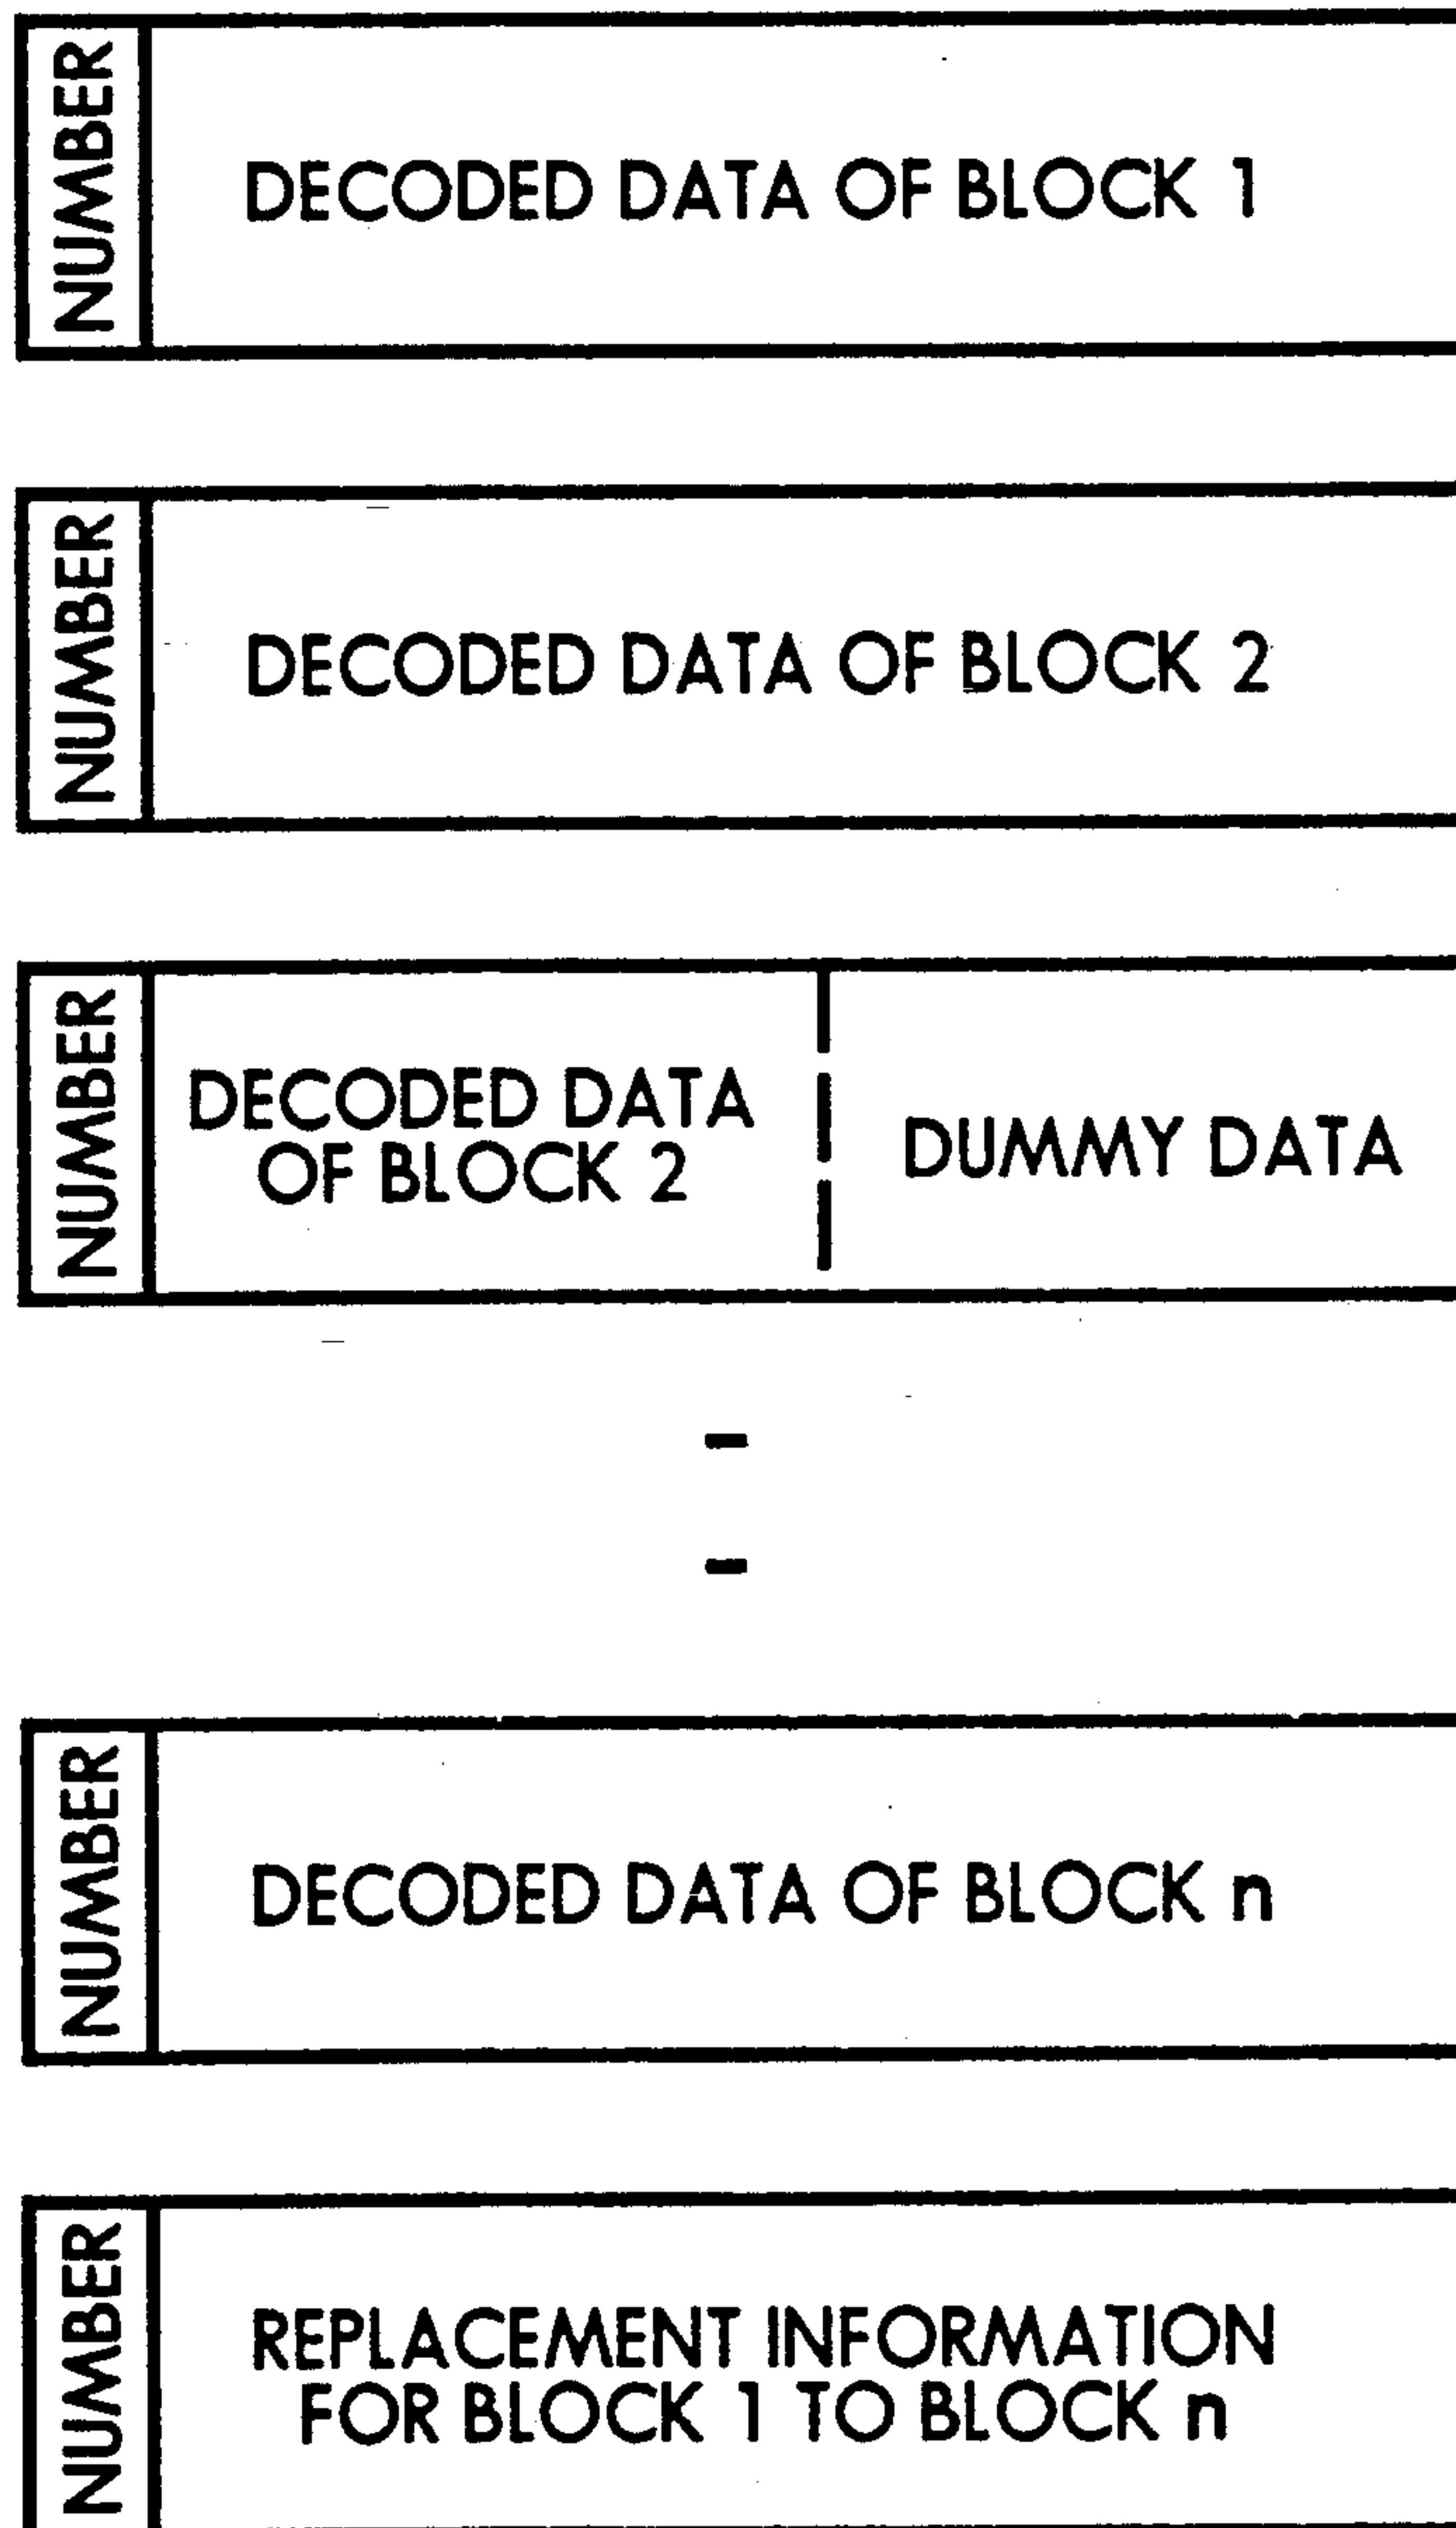 NUMBER
DECODED DATA OF BLOCK 1
NUMBER
DECODED DATA OF BLOCK 2
NUMBER
DECODED DATA
OF BLOCK 2
DUMMY DATA
NUMBER
DECODED DATA OF BLOCK n
NUMBER
REPLACEMENT INFORMATION
FOR BLOCK 1 TO BLOCK n